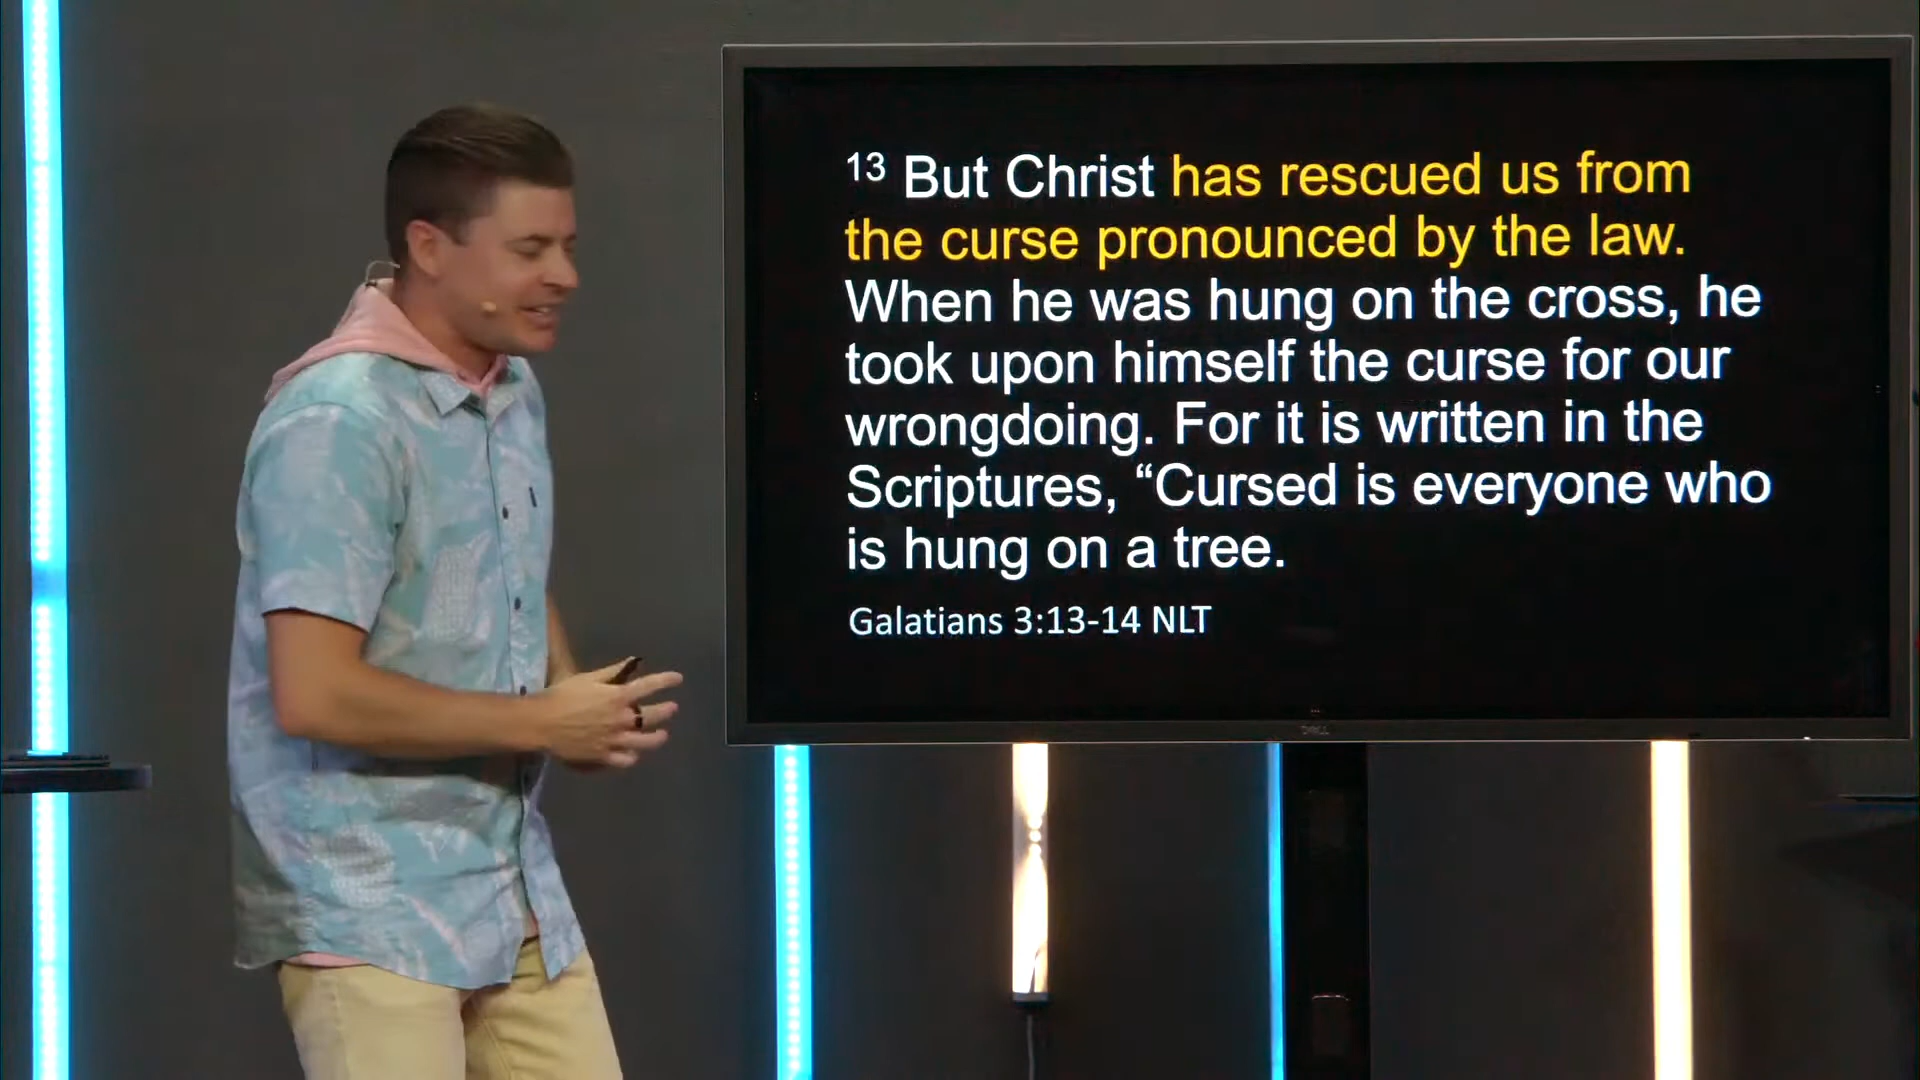 13 But Christ has rescued us from
the curse pronounced by the law.
When he was hung on the cross, he
took upon himself the curse for our
wrongdoing. For it is written in the
Scriptures, “Cursed is everyone who
is hung on a tree.
Galatians 3:13-14 NLT
DELL